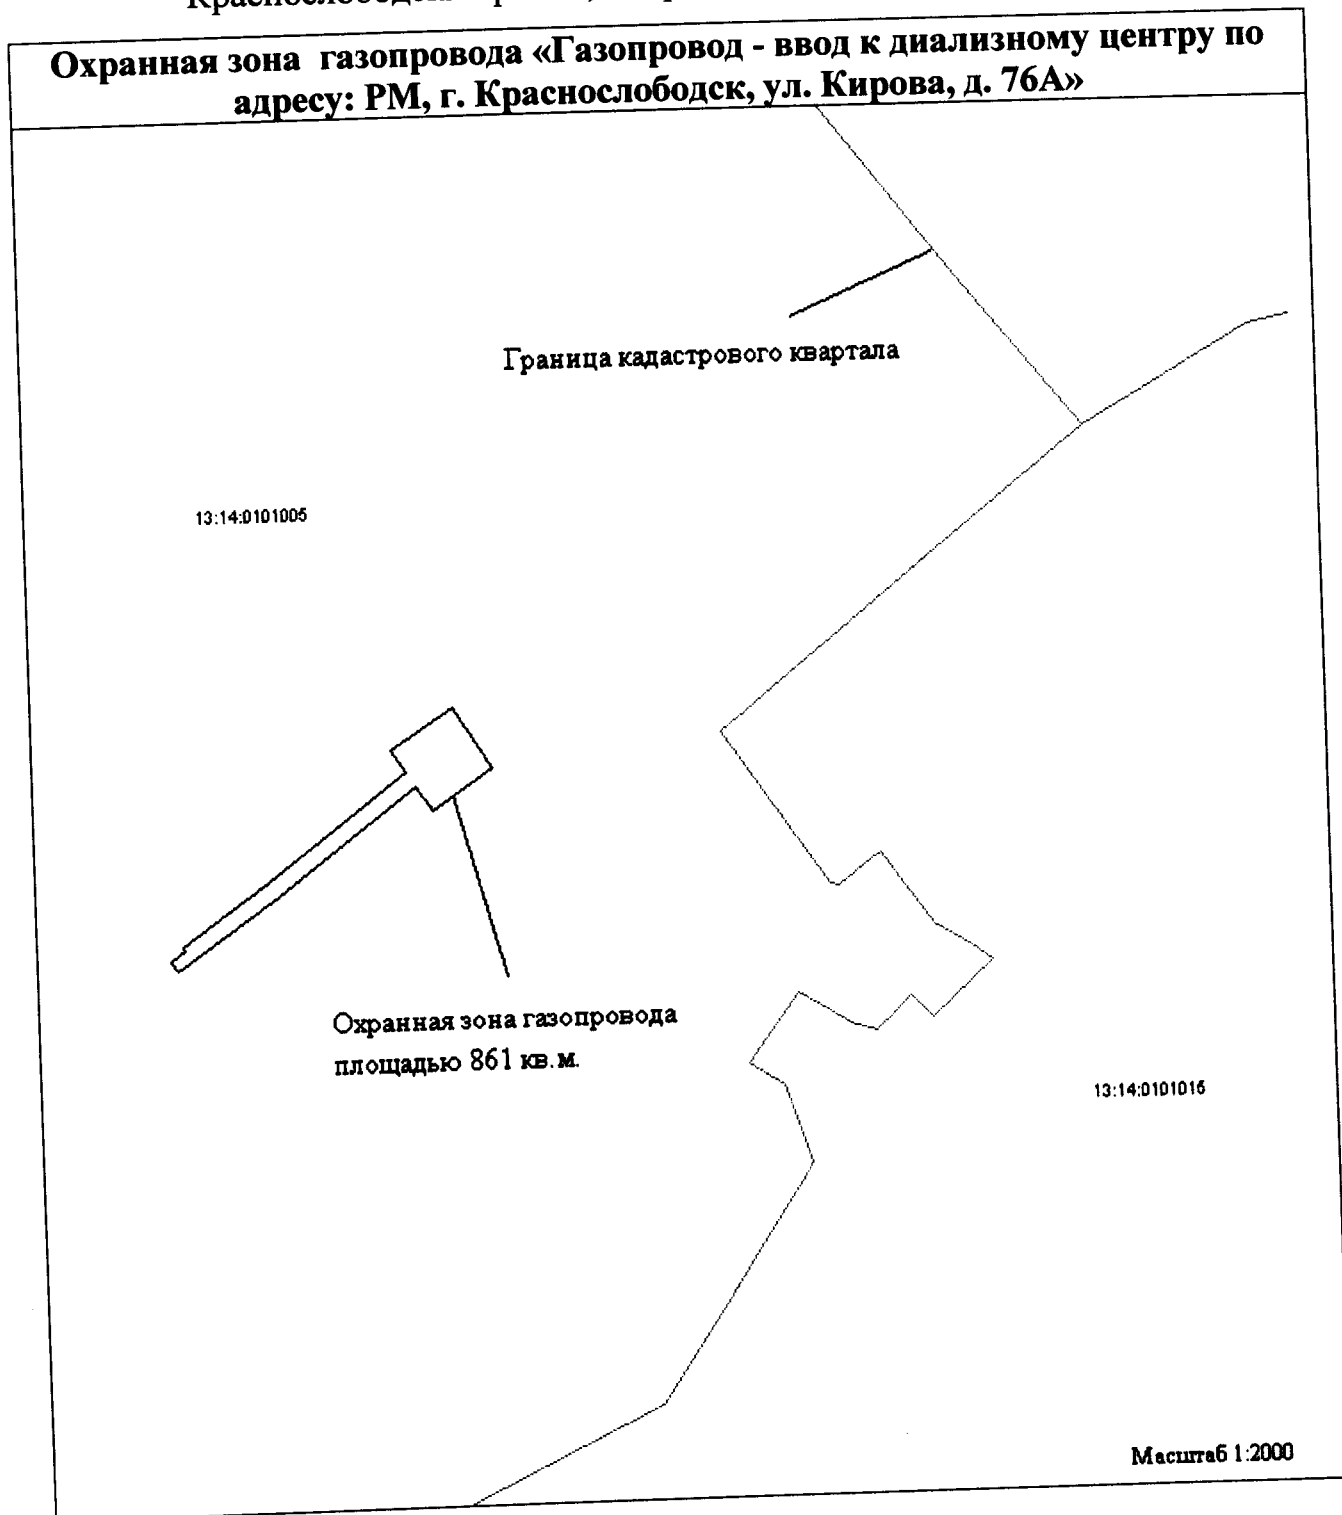 Охранная зона газопровода «Газопровод - ввод к диализному центру по
адресу: РМ, г. Краснослободск, ул. Кирова, д. 76А»
Граница кадастрового квартала
13:14:0101005
Охранная зона газопровода
площадью 861 кв.м.
13:14:0101016
Масштаб 1:2000